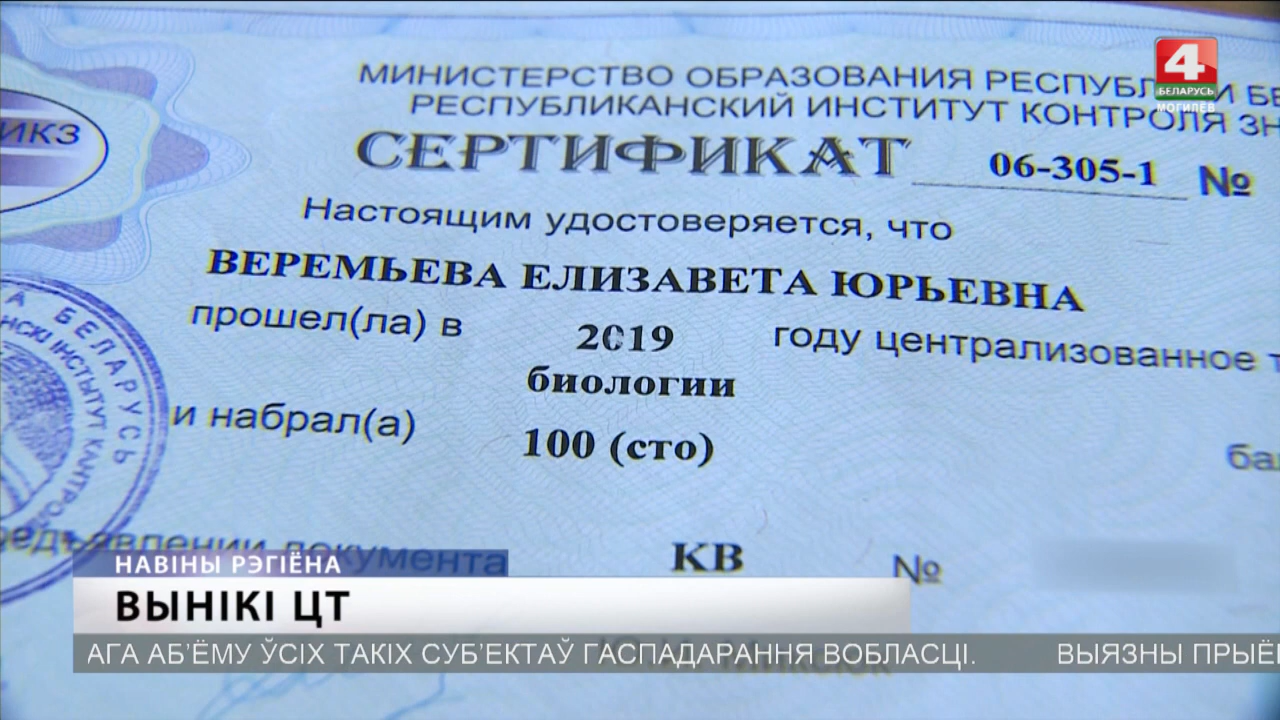 4
БЕЛАРУСЬ
МОГИЛЁВ
МИНИСТЕРСТВО ОБРАЗОВАНИЯ
РЕСПУБЛИКАНСКИЙ ИНСТИТУТ КОНТРОЛЯ
ИКЗ
СЕРТИФИКАТ 06-305-1 №
Настоящим удостоверяется, что
ВЕРЕМЬЕВА ЕЛИЗАВЕТА ЮРЬЕВНА
прошел(ла) в 2019 году централизованное
биологии
и набрал(а) 100 (сто)
БЕЛАРУСЬ
ІНСТЫТУТ
документа КВ №
НАВІНЫ РЭГІЁНА
ВЫНІКІ ЦТ
АГА АБ’ЁМУ ЎСІХ ТАКІХ СУБ’ЕКТАЎ ГАСПАДАРАННЯ ВОБЛАСЦІ. ВЫЯЗНЫ ПРЫЁ